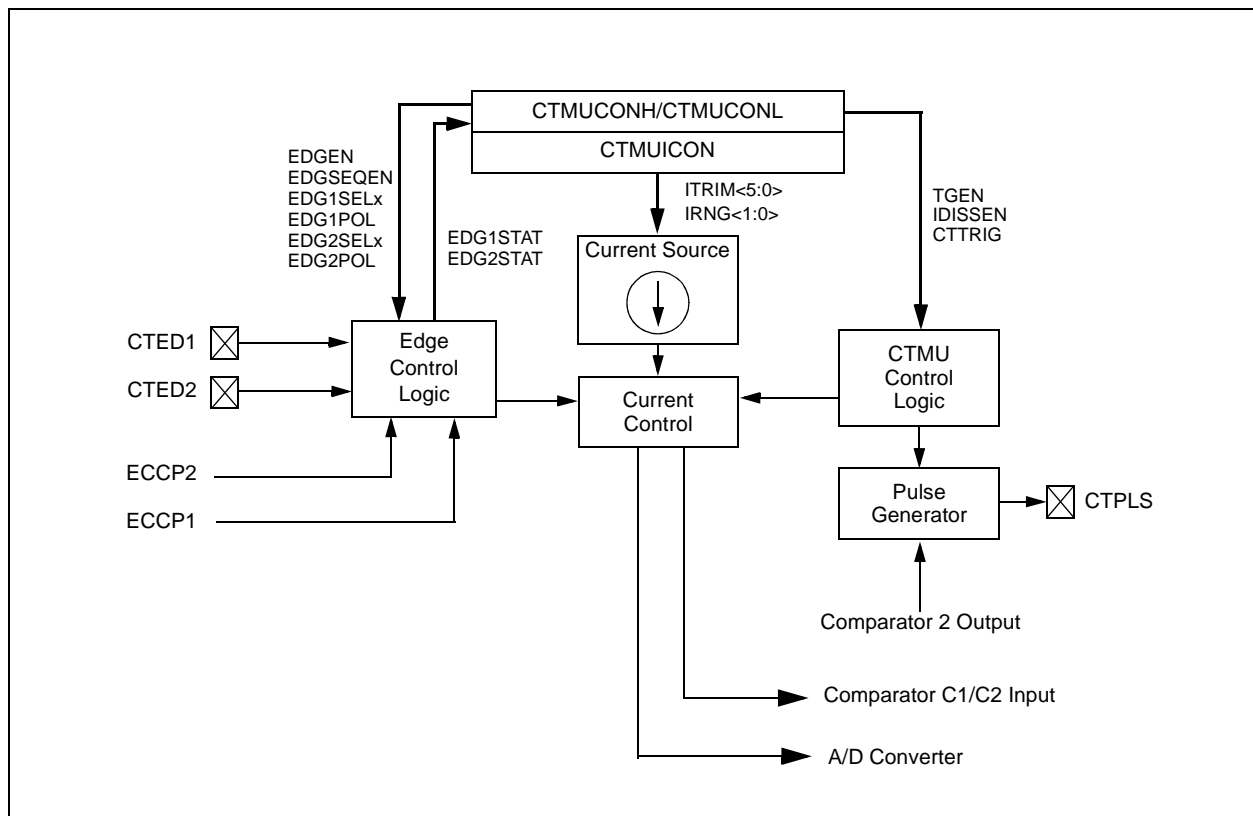 CTMUCONH/CTMUCONL
CTMUICON
EDGEN
EDGSEQEN
EDG1SELx
EDG1POL
EDG2SELx
EDG2POL
EDG1STAT
EDG2STAT
ITRIM<5:0>
IRNG<1:0>
TGEN
IDISSEN
CTTRIG
Current Source
CTED1
CTED2
Edge
Control
Logic
Current
Control
CTMU
Control
Logic
ECCP2
ECCP1
Pulse
Generator
CTPLS
Comparator 2 Output
Comparator C1/C2 Input
A/D Converter